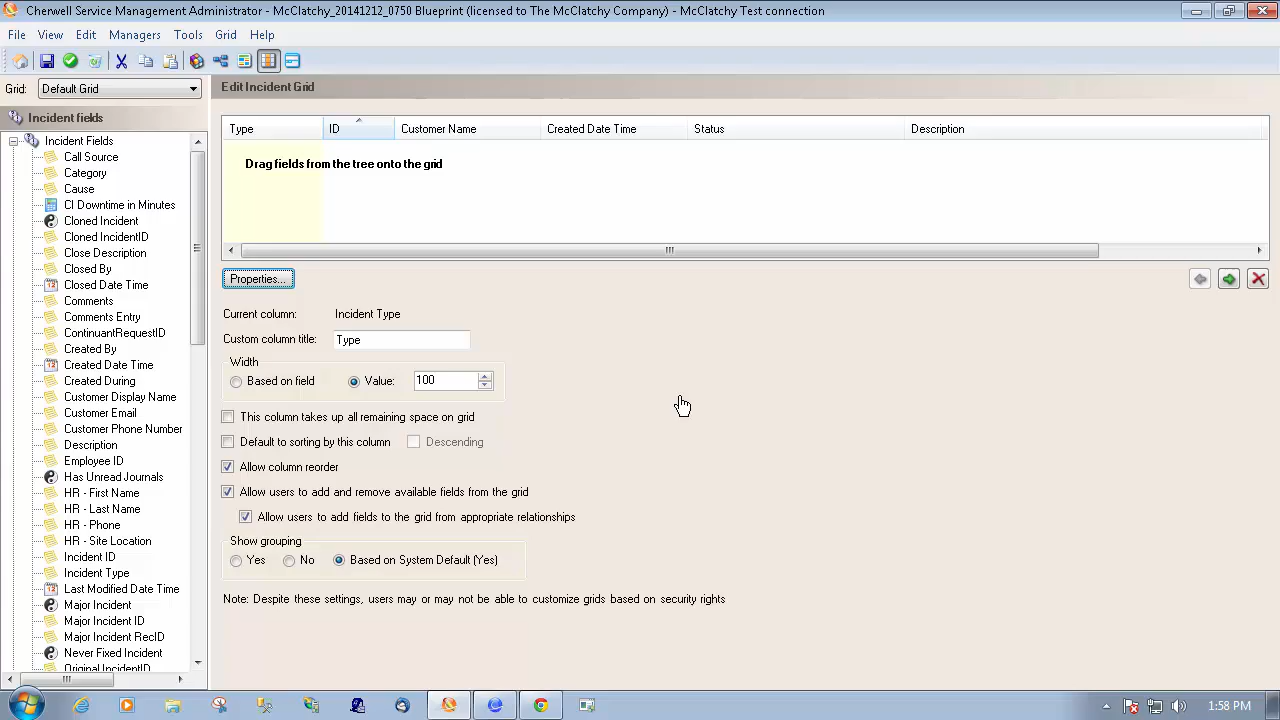 Cherwell Service Management Administrator - McClatchy_20141212_0750 Blueprint (licensed to The McClatchy Company) - McClatchy Test connection
File View Edit Managers Tools Grid Help
Grid: Default Grid
Edit Incident Grid
Incident fields
Incident Fields
Call Source
Category
Cause
CI Downtime in Minutes
Cloned Incident
Cloned IncidentID
Close Description
Closed By
Closed Date Time
Comments
Comments Entry
ContinuantRequestID
Created By
Created Date Time
Created During
Customer Display Name
Customer Email
Customer Phone Number
Description
Employee ID
Has Unread Journals
HR - First Name
HR - Last Name
HR - Phone
HR - Site Location
Incident ID
Incident Type
Last Modified Date Time
Major Incident
Major Incident ID
Major Incident RecID
Never Fixed Incident
Original IncidentID
Type ID Customer Name Created Date Time Status Description
Drag fields from the tree onto the grid
Properties...
Current column: Incident Type
Custom column title: Type
Width
Based on field Value: 100
This column takes up all remaining space on grid
Default to sorting by this column Descending
Allow column reorder
Allow users to add and remove available fields from the grid
Allow users to add fields to the grid from appropriate relationships
Show grouping
Yes No Based on System Default (Yes)
Note: Despite these settings, users may or may not be able to customize grids based on security rights
1:58 PM